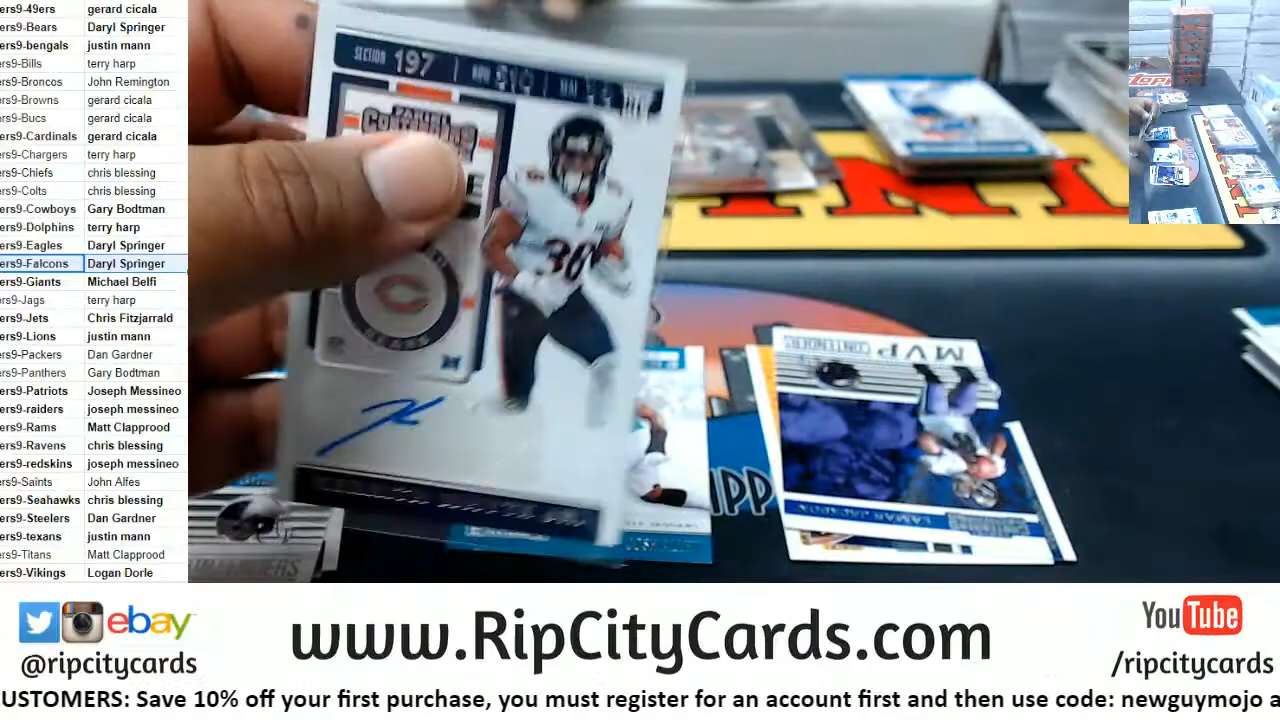 ers9-49ers gerard cicala
ers9-Bears Daryl Springer
ers9-bengals justin mann
ers9-Bills terry harp
ers9-Broncos John Remington
ers9-Browns gerard cicala
ers9-Bucs gerard cicala
ers9-Cardinals gerard cicala
ers9-Chargers terry harp
ers9-Chiefs chris blessing
ers9-Colts chris blessing
ers9-Cowboys Gary Bodtman
ers9-Dolphins terry harp
ers9-Eagles Daryl Springer
ers9-Falcons Daryl Springer
ers9-Giants Michael Belfi
ers9-Jags terry harp
ers9-Jets Chris Fitzjarrald
ers9-Lions justin mann
ers9-Packers Dan Gardner
ers9-Panthers Gary Bodtman
ers9-Patriots Joseph Messineo
ers9-raiders joseph messineo
ers9-Rams Matt Clapprood
ers9-Ravens chris blessing
ers9-redskins joseph messineo
ers9-Saints John Alfes
ers9-Seahawks chris blessing
ers9-Steelers Dan Gardner
ers9-texans justin mann
ers9-Titans Matt Clapprood
ers9-Vikings Logan Dorle
SECTION 197
CONTENDERS
BEARS
MVP CONTENDERS
LAMAR JACKSON
ebay
@ripcitycards
www.RipCityCards.com
YouTube
/ripcitycards
CUSTOMERS: Save 10% off your first purchase, you must register for an account first and then use code: newguymojo a